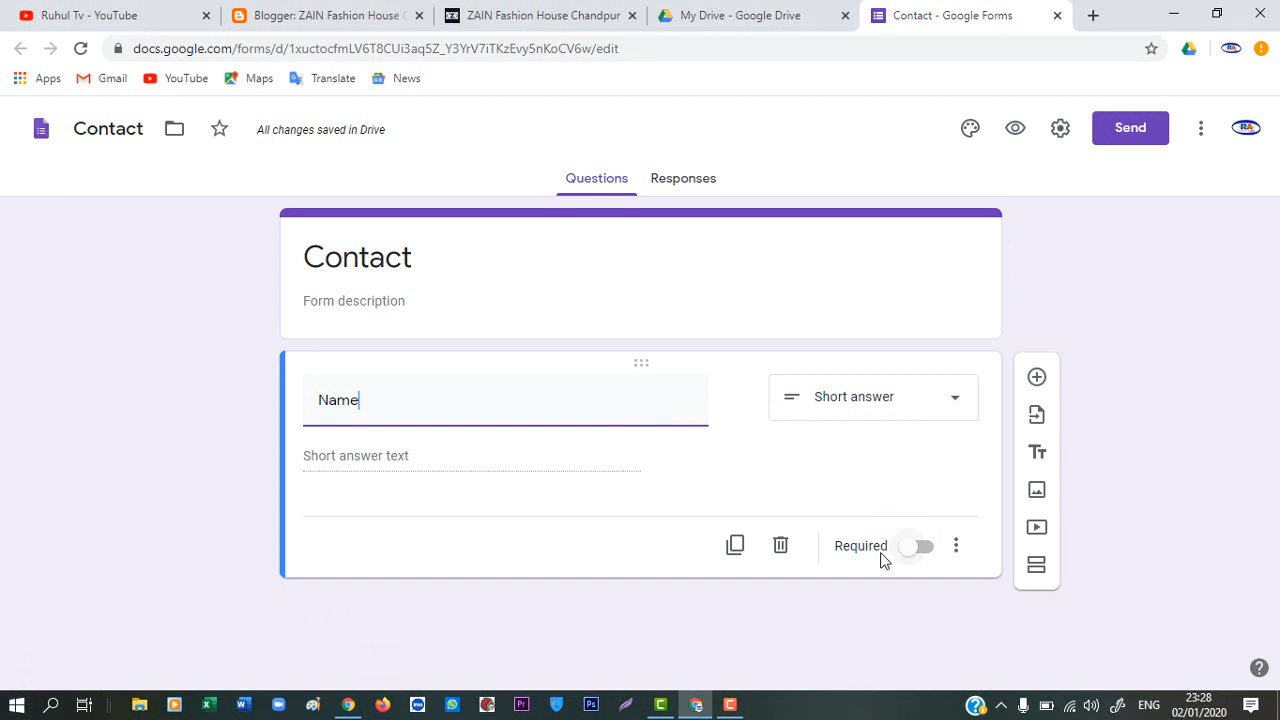 Ruhul Tv - YouTube
Blogger: ZAIN Fashion House C
ZAIN Fashion House Chandpur
My Drive - Google Drive
Contact - Google Forms
docs.google.com/forms/d/1xuctocfmLV6T8CUi3aq5Z_Y3YrV7iTKzEvy5nKoCV6w/edit
Apps
Gmail
YouTube
Maps
Translate
News
Contact
All changes saved in Drive
Send
RA
Questions
Responses
Contact
Form description
Name
Short answer
Short answer text
Required
ENG
23:28
02/01/2020